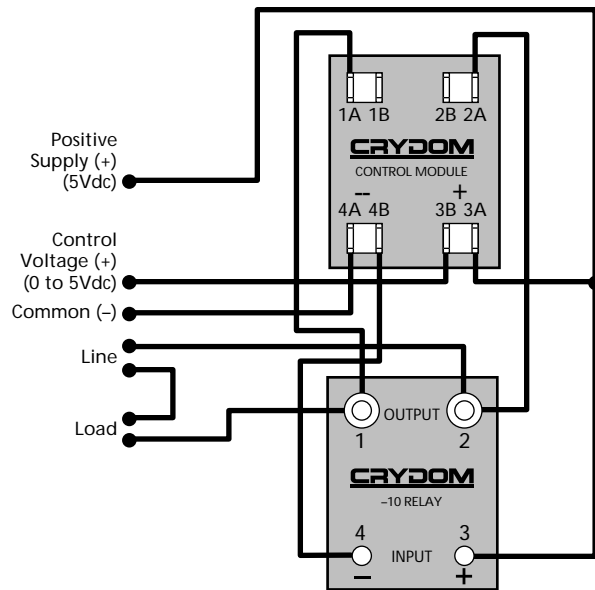 1A 1B
2B 2A
CRYDOM
CONTROL MODULE
-- +
4A 4B
3B 3A
Positive
Supply (+)
(5Vdc)
Control
Voltage (+)
(0 to 5Vdc)
Common (–)
Line
Load
OUTPUT
1
2
CRYDOM
–10 RELAY
4
INPUT
3
– +